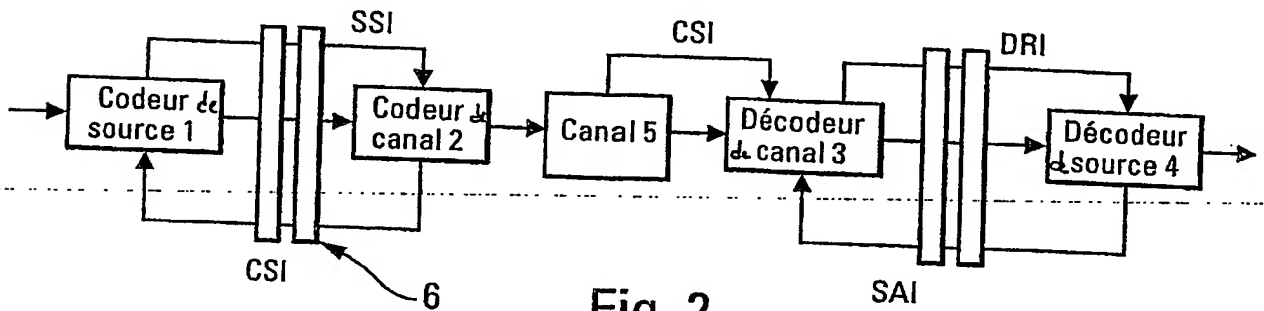 SSI
CSI
DRI
Codeur de
source 1
Codeur de
canal 2
Canal 5
Décodeur
de canal 3
Décodeur
de source 4
CSI
6
SAI
Fig. 2